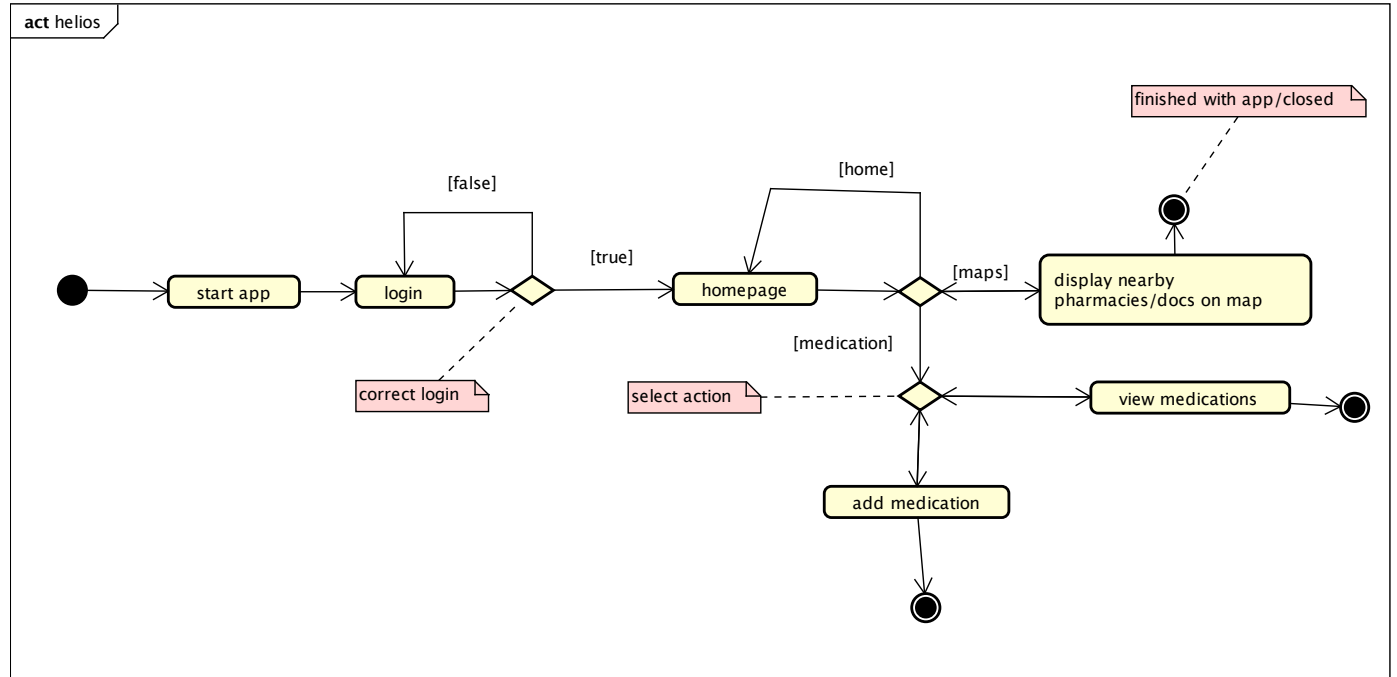 act helios
finished with app/closed
[false]
[home]
[true]
[maps]
start app
login
homepage
display nearby
pharmacies/docs on map
[medication]
correct login
select action
view medications
add medication